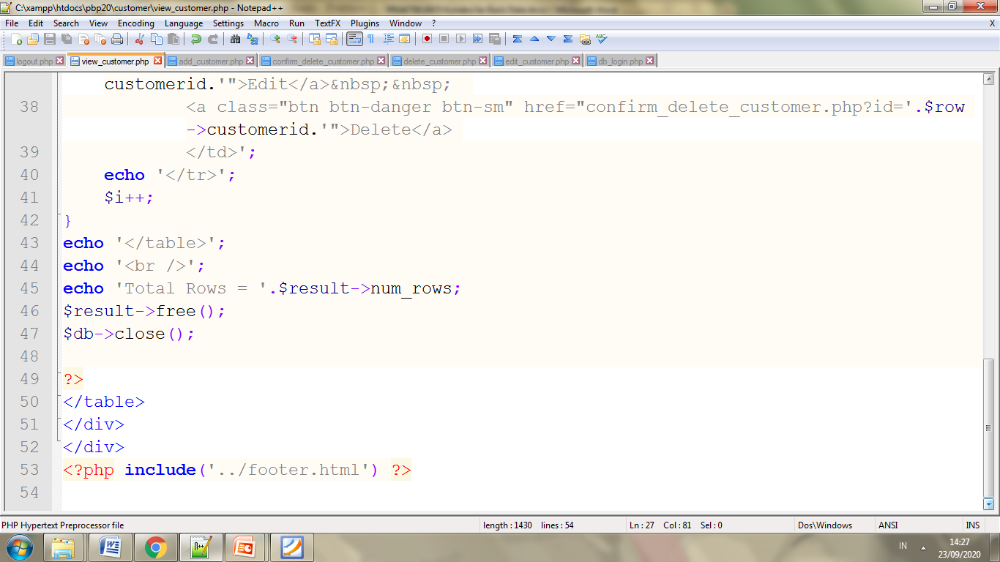 C:\xampp\htdocs\pbp20\customer\view_customer.php - Notepad++
File Edit Search View Encoding Language Settings Macro Run TextFX Plugins Window ? X
logout.php view_customer.php add_customer.php confirm_delete_customer.php delete_customer.php edit_customer.php db_login.php
customerid.'">Edit</a>&nbsp;&nbsp;
38 <a class="btn btn-danger btn-sm" href="confirm_delete_customer.php?id='.$row
->customerid.'">Delete</a>
39 </td>';
40 echo '</tr>';
41 $i++;
42 }
43 echo '</table>';
44 echo '<br />';
45 echo 'Total Rows = '.$result->num_rows;
46 $result->free();
47 $db->close();
48
49 ?>
50 </table>
51 </div>
52 </div>
53 <?php include('../footer.html') ?>
54
PHP Hypertext Preprocessor file length : 1430 lines : 54 Ln : 27 Col : 81 Sel : 0 Dos\Windows ANSI INS
IN 14:27
23/09/2020